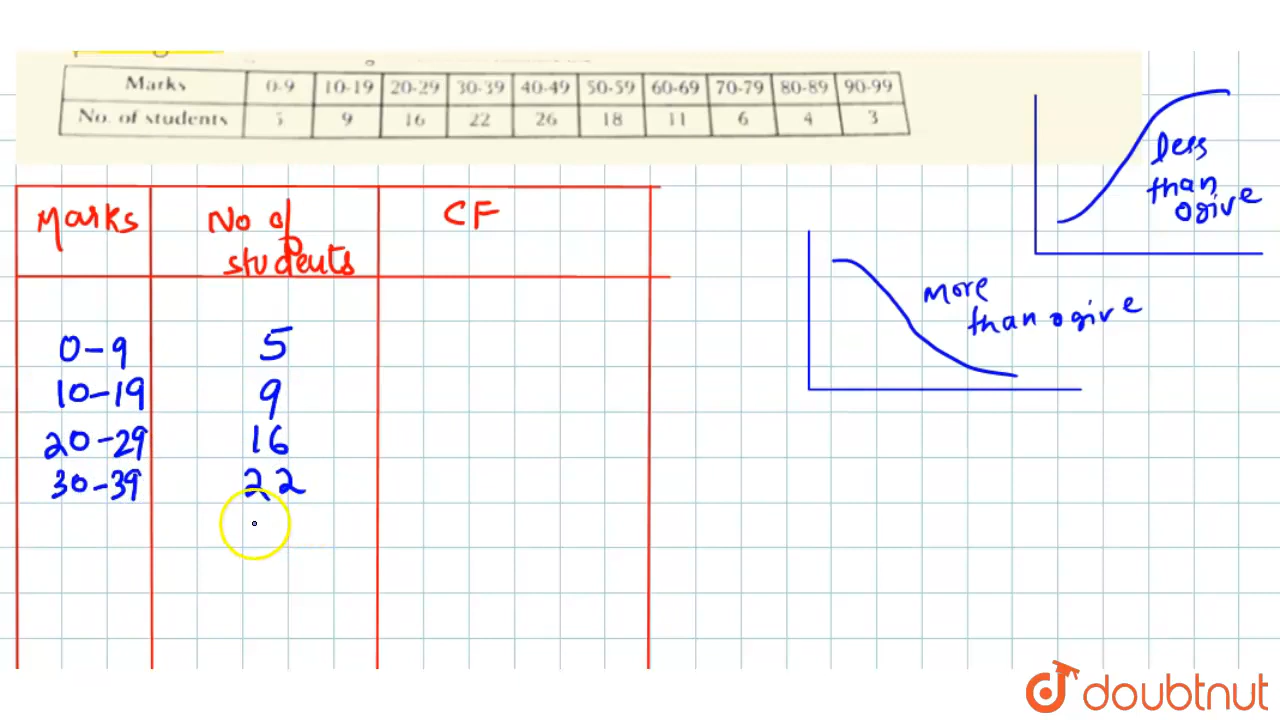 Marks 0-9 10-19 20-29 30-39 40-49 50-59 60-69 70-79 80-89 90-99
No. of students 5 9 16 22 26 18 11 6 4 3
less
than
ogive
Marks No of CF
students
More
than ogive
0-9 5
10-19 9
20-29 16
30-39 22
doubtnut